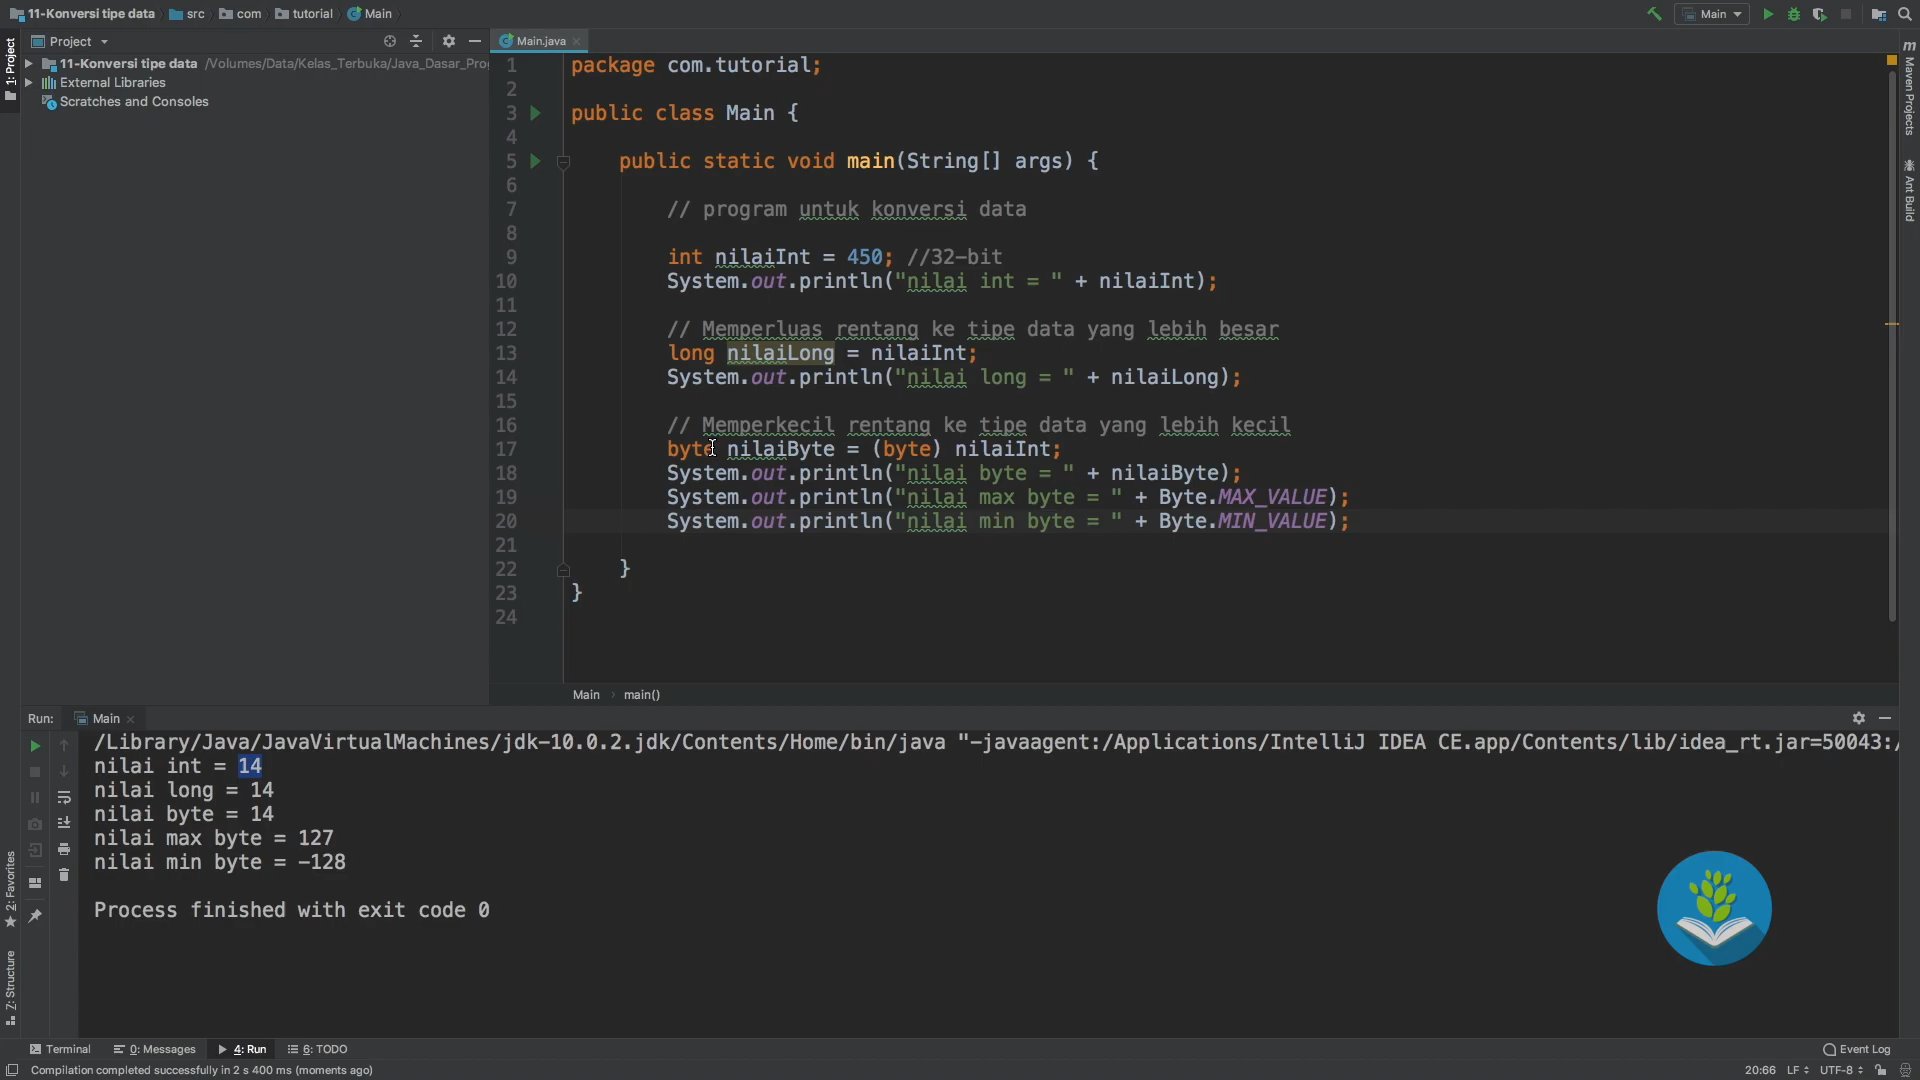 11-Konversi tipe data src com tutorial Main
Main
1: Project
Project
11-Konversi tipe data /Volumes/Data/Kelas_Terbuka/Java_Dasar_Pro
External Libraries
Scratches and Consoles
Main.java
1 package com.tutorial;
2
3 public class Main {
4
5 public static void main(String[] args) {
6
7 // program untuk konversi data
8
9 int nilaiInt = 450; //32-bit
10 System.out.println("nilai int = " + nilaiInt);
11
12 // Memperluas rentang ke tipe data yang lebih besar
13 long nilaiLong = nilaiInt;
14 System.out.println("nilai long = " + nilaiLong);
15
16 // Memperkecil rentang ke tipe data yang lebih kecil
17 byte nilaiByte = (byte) nilaiInt;
18 System.out.println("nilai byte = " + nilaiByte);
19 System.out.println("nilai max byte = " + Byte.MAX_VALUE);
20 System.out.println("nilai min byte = " + Byte.MIN_VALUE);
21
22 }
23 }
24
Main main()
m Maven Projects
Ant Build
Run: Main
/Library/Java/JavaVirtualMachines/jdk-10.0.2.jdk/Contents/Home/bin/java "-javaagent:/Applications/IntelliJ IDEA CE.app/Contents/lib/idea_rt.jar=50043:/
nilai int = 14
nilai long = 14
nilai byte = 14
nilai max byte = 127
nilai min byte = -128
Process finished with exit code 0
2: Favorites
Z: Structure
Terminal 0: Messages 4: Run 6: TODO Event Log
Compilation completed successfully in 2 s 400 ms (moments ago) 20:66 LF UTF-8